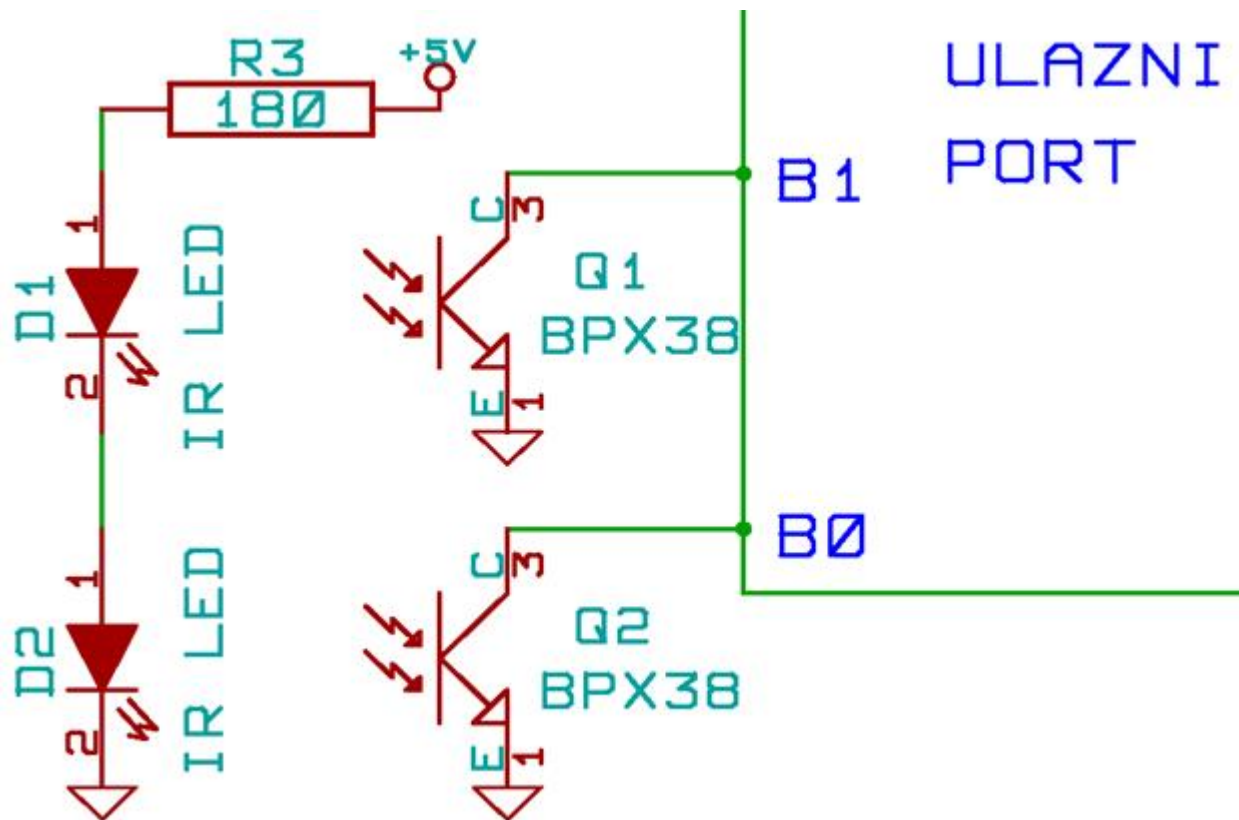 R3
180
+5V
ULAZNI
PORT
B1
C
3
1
D1
2
IR LED
Q1
BPX38
E
1
B0
C
3
1
D2
2
IR LED
Q2
BPX38
E
1